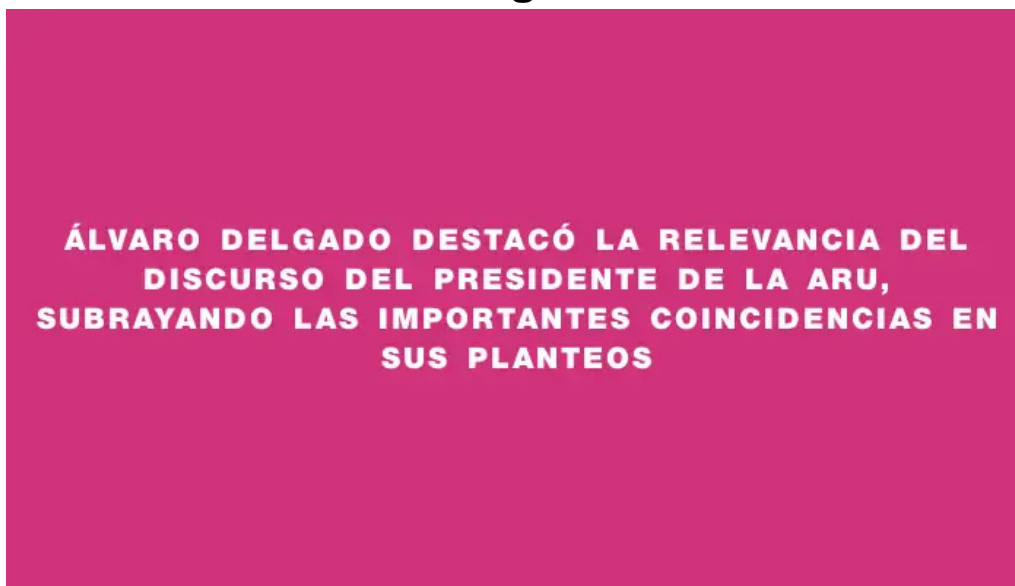 ÁLVARO DELGADO DESTACÓ LA RELEVANCIA DEL
DISCURSO DEL PRESIDENTE DE LA ARU,
SUBRAYANDO LAS IMPORTANTES COINCIDENCIAS EN
SUS PLANTEOS